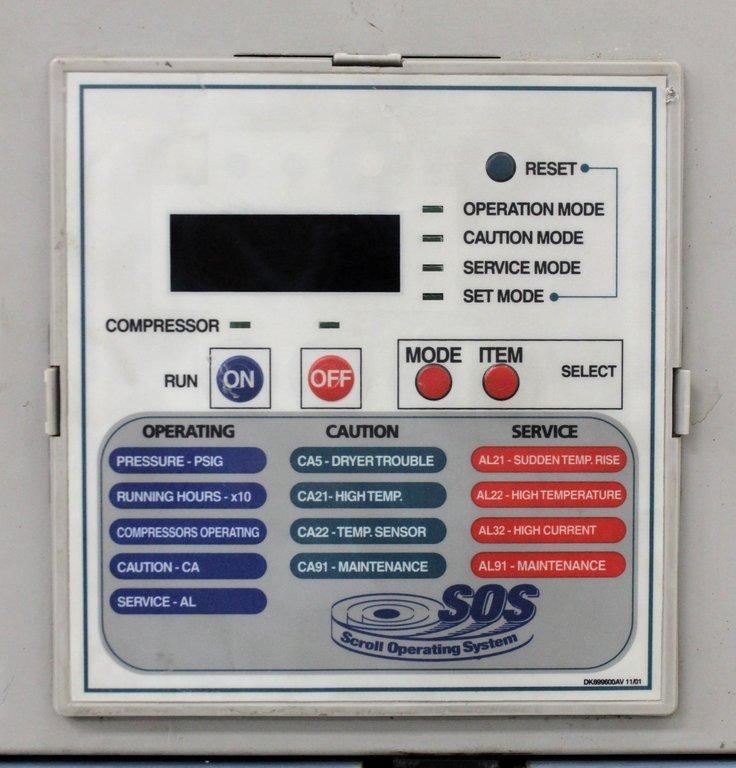 RESET
OPERATION MODE
CAUTION MODE
SERVICE MODE
SET MODE
COMPRESSOR
RUN
ON
OFF
MODE ITEM
SELECT
OPERATING
PRESSURE - PSIG
RUNNING HOURS - x10
COMPRESSORS OPERATING
CAUTION - CA
SERVICE - AL
CAUTION
CA5 - DRYER TROUBLE
CA21- HIGH TEMP.
CA22 - TEMP. SENSOR
CA91 - MAINTENANCE
SERVICE
AL21 - SUDDEN TEMP. RISE
AL22 - HIGH TEMPERATURE
AL32 - HIGH CURRENT
AL91 - MAINTENANCE
SOS
Scroll Operating System
DK699600AV 11/01